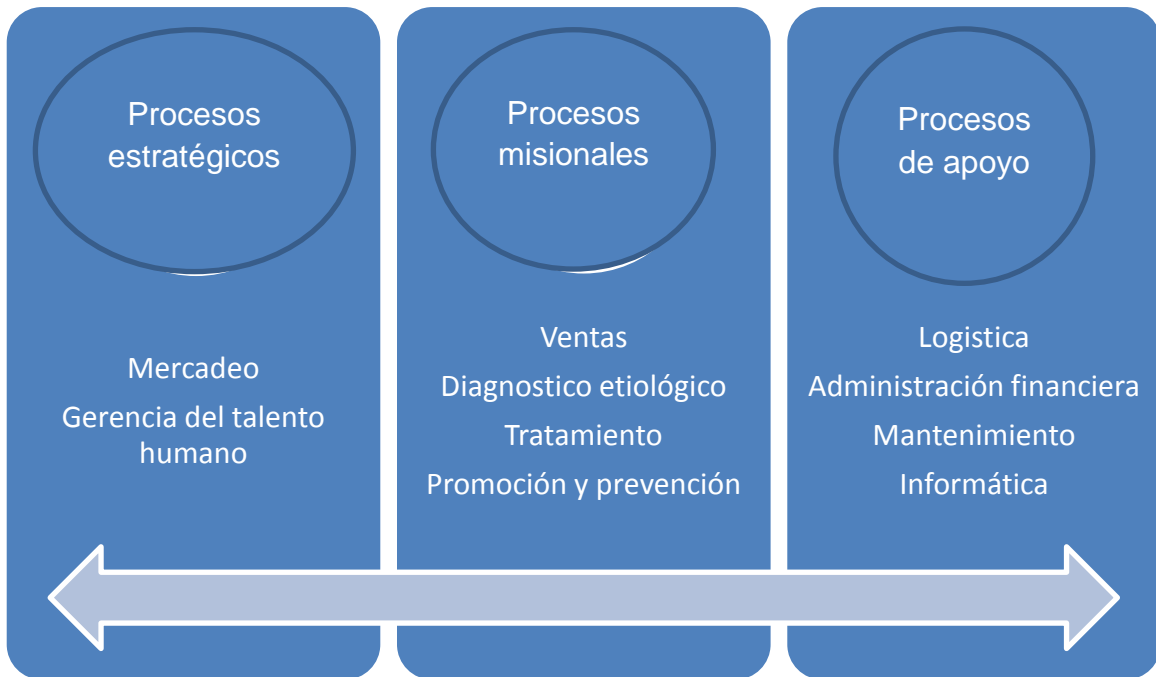 Procesos
estratégicos
Mercadeo
Gerencia del talento
humano
Procesos
misionales
Ventas
Diagnostico etiológico
Tratamiento
Promoción y prevención
Procesos
de apoyo
Logistica
Administración financiera
Mantenimiento
Informática